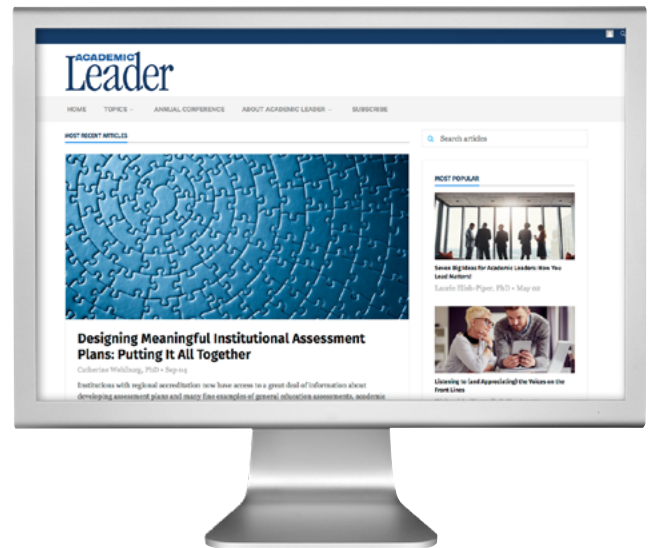 ACADEMIC
Leader
HOME TOPICS ANNUAL CONFERENCE ABOUT ACADEMIC LEADER SUBSCRIBE
MOST RECENT ARTICLES
Designing Meaningful Institutional Assessment
Plans: Putting It All Together
Catherine Wehlburg, PhD • Sep 04
Institutions with regional accreditation now have access to a great deal of information about
developing assessment plans and many fine examples of general education assessments, academic
Search articles
MOST POPULAR
Seven Big Ideas for Academic Leaders: How You
Lead Matters!
Laurie PhD • May 02
Listening to (and Appreciating) the Voices on the
Front Lines